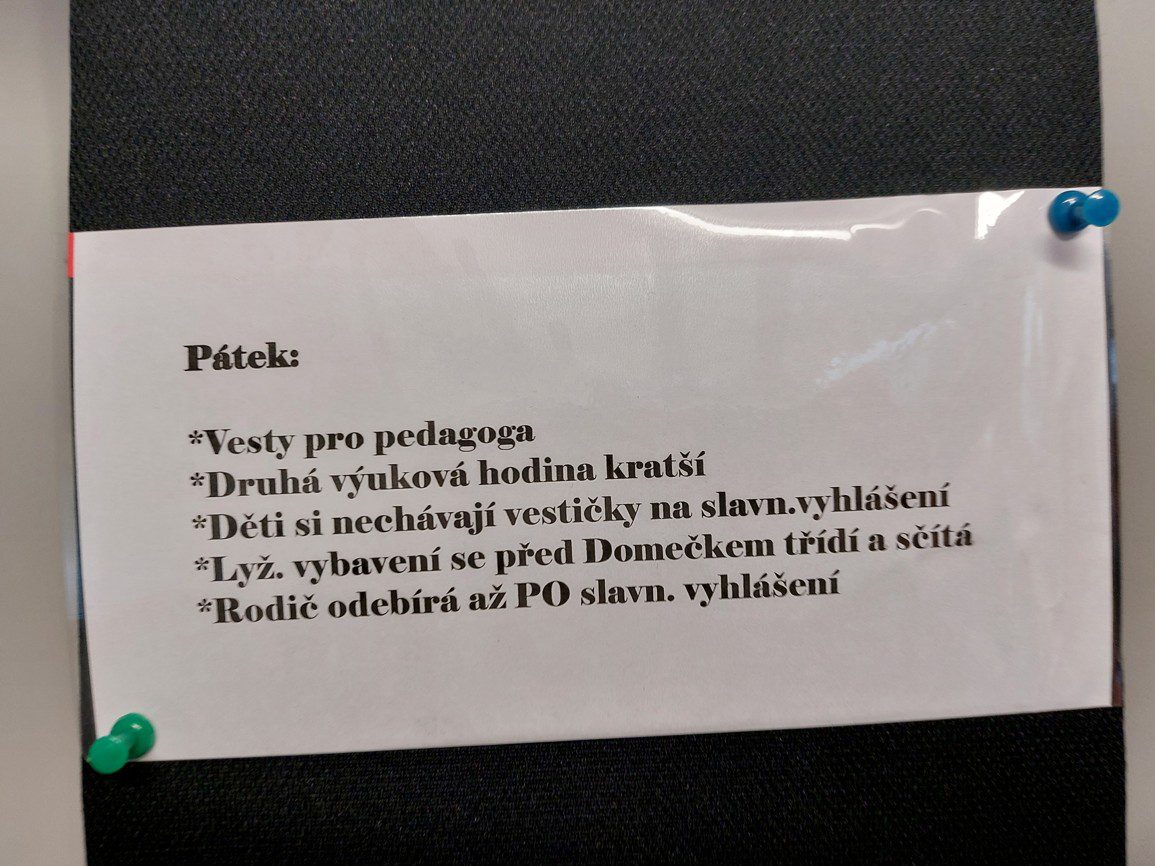 Pátek:
*Vesty pro pedagoga
*Druhá výuková hodina kratší
*Děti si nechávají vestičky na slavn.vyhlášení
*Lyž. vybavení se před Domečkem třídí a sčítá
*Rodič odebírá až PO slavn. vyhlášení